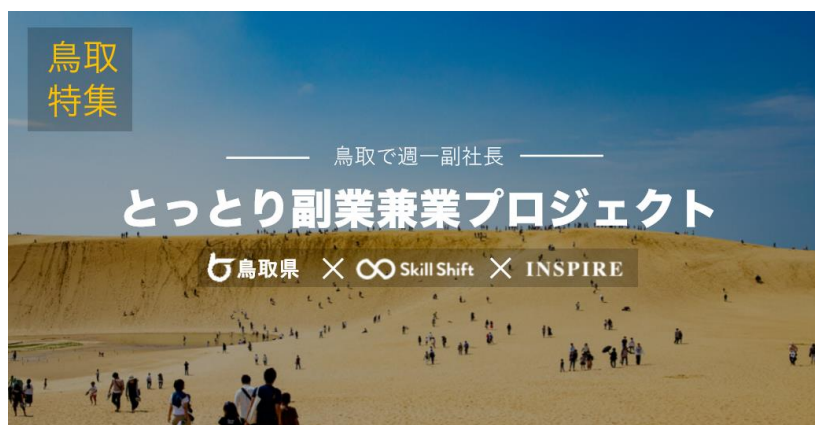 鳥取
特集
鳥取で週一副社長
とっとり副業兼業プロジェクト
鳥取県 × Skill Shift × INSPIRE